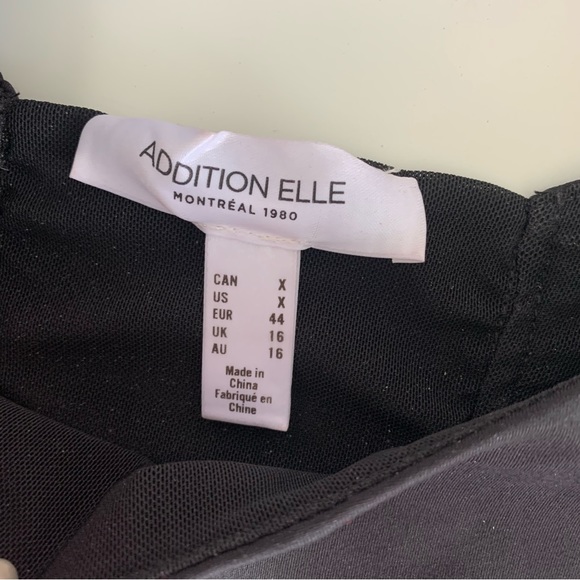 ADDITION ELLE
MONTRÉAL 1980
CAN X
US X
EUR 44
UK 16
AU 16
Made in
China
Fabriqué en
Chine